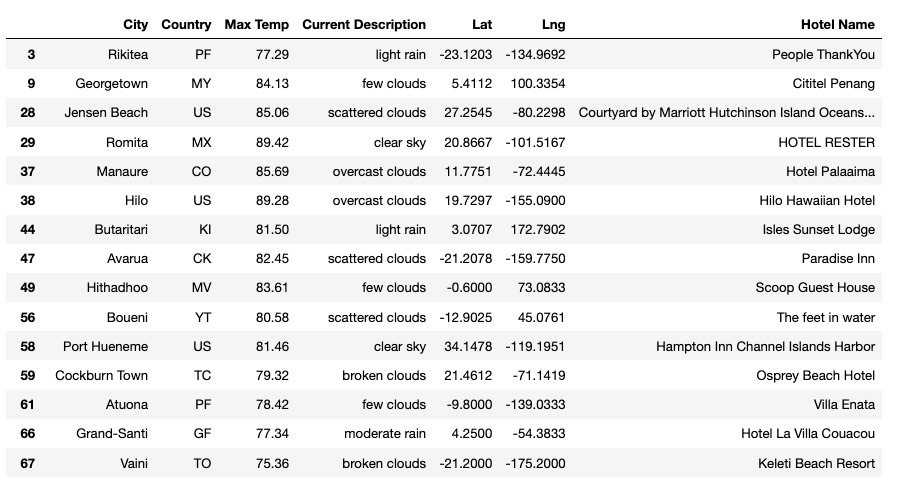 City Country Max Temp Current Description Lat Lng Hotel Name
3 Rikitea PF 77.29 light rain -23.1203 -134.9692 People ThankYou
9 Georgetown MY 84.13 few clouds 5.4112 100.3354 Cititel Penang
28 Jensen Beach US 85.06 scattered clouds 27.2545 -80.2298 Courtyard by Marriott Hutchinson Island Oceans...
29 Romita MX 89.42 clear sky 20.8667 -101.5167 HOTEL RESTER
37 Manaure CO 85.69 overcast clouds 11.7751 -72.4445 Hotel Palaaima
38 Hilo US 89.28 overcast clouds 19.7297 -155.0900 Hilo Hawaiian Hotel
44 Butaritari KI 81.50 light rain 3.0707 172.7902 Isles Sunset Lodge
47 Avarua CK 82.45 scattered clouds -21.2078 -159.7750 Paradise Inn
49 Hithadhoo MV 83.61 few clouds -0.6000 73.0833 Scoop Guest House
56 Boueni YT 80.58 scattered clouds -12.9025 45.0761 The feet in water
58 Port Hueneme US 81.46 clear sky 34.1478 -119.1951 Hampton Inn Channel Islands Harbor
59 Cockburn Town TC 79.32 broken clouds 21.4612 -71.1419 Osprey Beach Hotel
61 Atuona PF 78.42 few clouds -9.8000 -139.0333 Villa Enata
66 Grand-Santi GF 77.34 moderate rain 4.2500 -54.3833 Hotel La Villa Couacou
67 Vaini TO 75.36 broken clouds -21.2000 -175.2000 Keleti Beach Resort